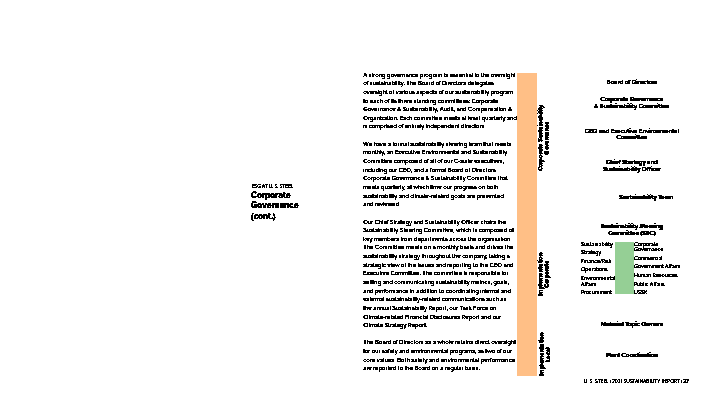 ESG AT U. S. STEEL
Corporate
Governance
(cont.)
A strong governance program is essential to the oversight
of sustainability. The Board of Directors delegates
oversight of various aspects of our sustainability program
to each of its three standing committees: Corporate
Governance & Sustainability, Audit, and Compensation &
Organization. Each committee meets at least quarterly and
is comprised of entirely independent directors.
We have a formal sustainability steering team that meets
monthly, an Executive Environmental and Sustainability
Committee composed of all of our C-suite executives,
including our CEO, and a formal Board of Directors
Corporate Governance & Sustainability Committee that
meets quarterly, at which time our progress on both
sustainability and climate-related goals are presented
and reviewed.
Our Chief Strategy and Sustainability Officer chairs the
Sustainability Steering Committee, which is composed of
key members from departments across the organization.
The Committee meets on a monthly basis and drives the
sustainability strategy throughout the company, taking a
strategic view of the issues and reporting to the CEO and
Executive Committee. The committee is responsible for
setting and communicating sustainability metrics, goals,
and performance in addition to coordinating internal and
external sustainability-related communications such as
the annual Sustainability Report, our Task Force on
Climate-related Financial Disclosures Report and our
Climate Strategy Report.
The Board of Directors as a whole retains direct oversight
for our safety and environmental programs, as two of our
core values. Both safety and environmental performance
are reported to the Board on a regular basis.
Corporate Sustainability
Governance
Implementation
Corporate
Implementation
Local
Board of Directors
Corporate Governance
& Sustainability Committee
CEO and Executive Environmental
Committee
Chief Strategy and
Sustainability Officer
Sustainability Team
Sustainability Steering
Committee (SSC)
Sustainability
Strategy
Finance/Risk
Operations
Environmental
Affairs
Procurement
Corporate
Governance
Commercial
Government Affairs
Human Resources
Public Affairs
USSK
Material Topic Owners
Plant Coordination
U. S. STEEL | 2021 SUSTAINABILITY REPORT |